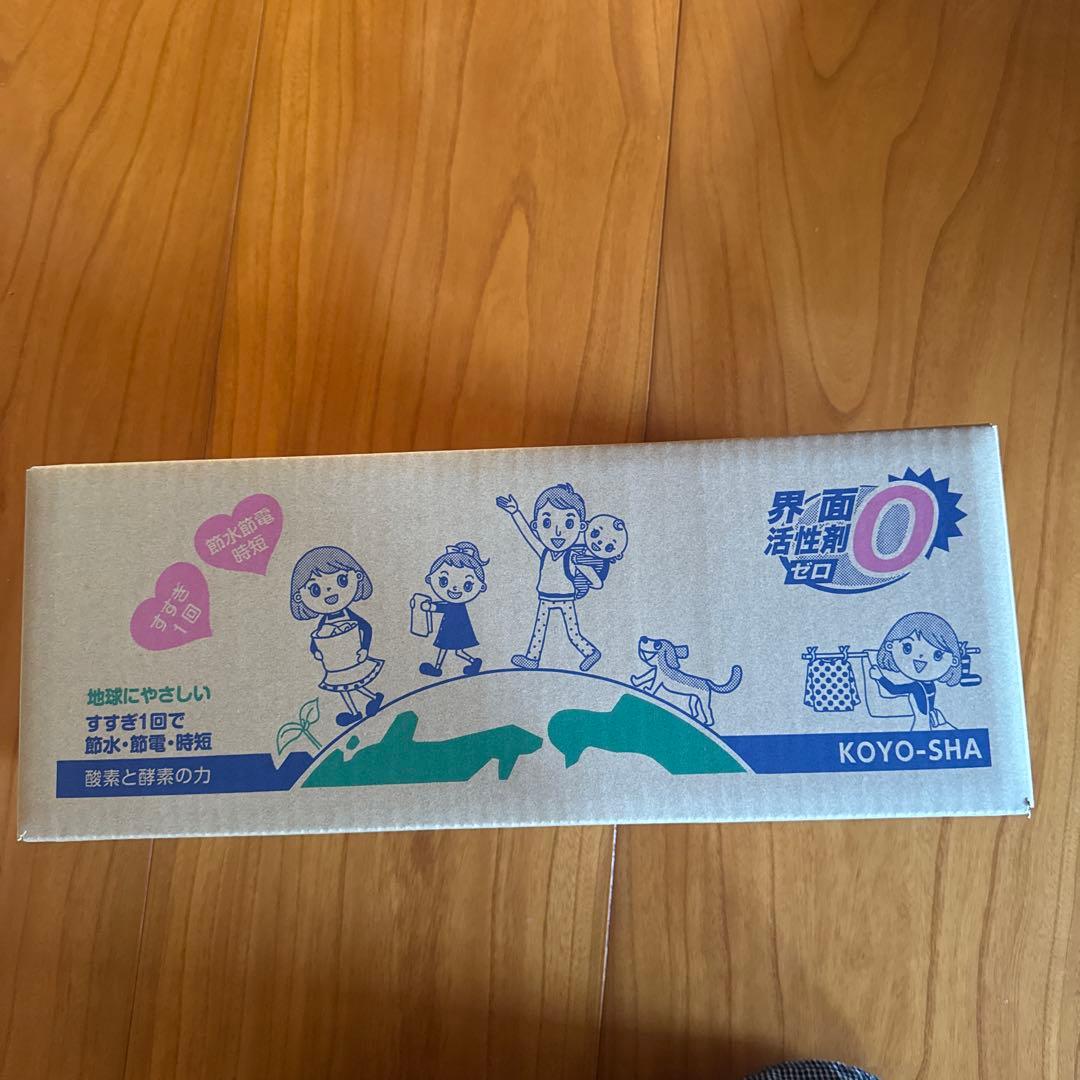 節水節電
時短
すすぎ
1回
地球にやさしい
すすぎ1回で
節水・節電・時短
酸素と酵素の力
界面
活性剤
0
ゼロ
KOYO-SHA